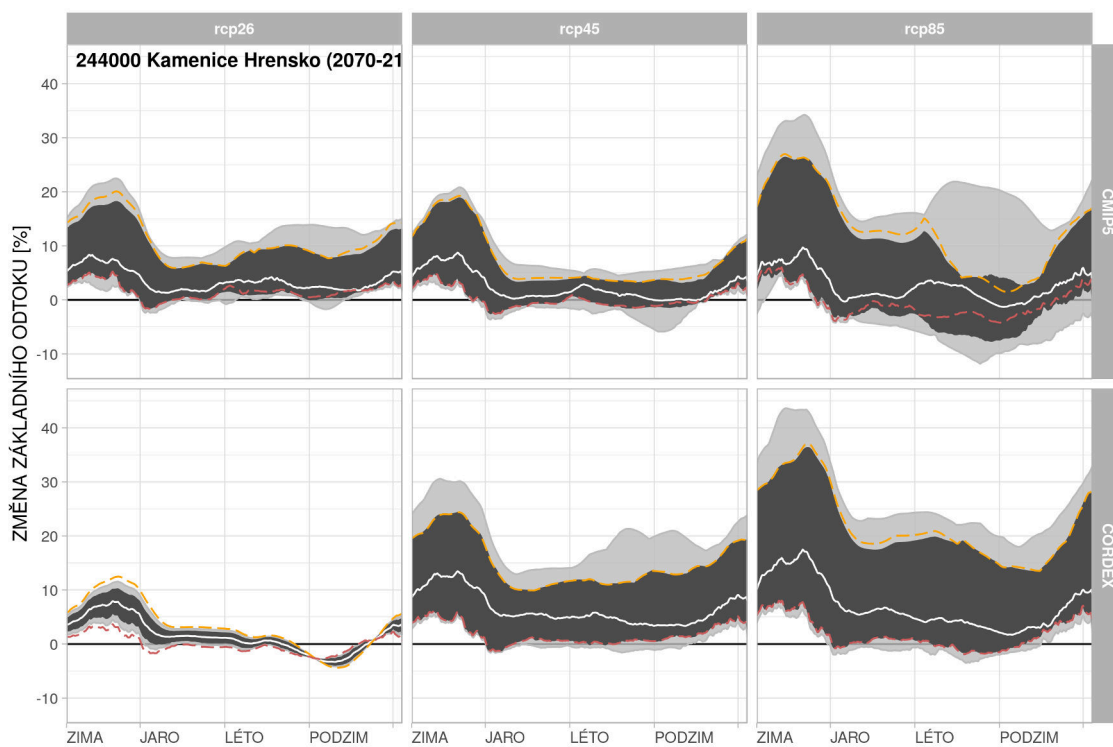 rcp26 rcp45 rcp85
244000 Kamenice Hrensko (2070-21
ZMĚNA ZÁKLADNÍHO ODTOKU [%]
40
30
20
10
0
-10
CMIP5
40
30
20
10
0
-10
CORDEX
ZIMA JARO LÉTO PODZIM ZIMA JARO LÉTO PODZIM ZIMA JARO LÉTO PODZIM